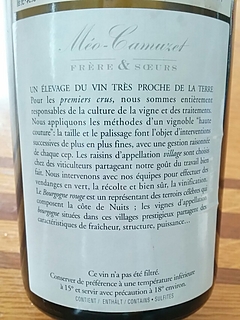 Méo-Camuzet
FRÈRE & SŒURS
UN ÉLEVAGE DU VIN TRÈS PROCHE DE LA TERRE
Pour les premiers crus, nous sommes entièrement
responsables de la culture de la vigne et des traitements.
Nous appliquons les méthodes d'un vignoble "haute
couture": la taille et le palissage font l'objet d'interventions
successives de plus en plus fines, avec une gestion raisonnée
de chaque cep. Les raisins d'appellation village sont choisis
chez des viticulteurs partageant notre goût du travail bien
fait. Nous intervenons avec nos équipes pour effectuer des
vendanges en vert, la récolte et bien sûr, la vinification.
Le Bourgogne rouge est un représentant des terroirs célèbres qui
composent la côte de Nuits ; les vignes d'appellation
bourgogne situées dans ces villages prestigieux partagent des
caractéristiques de fraîcheur, structure, puissance...
Ce vin n'a pas été filtré.
Conserver de préférence à une température inférieure
à 15° et servir avec précaution à 18° environ.
CONTIENT / ENTHALT / CONTAINS • SULFITES